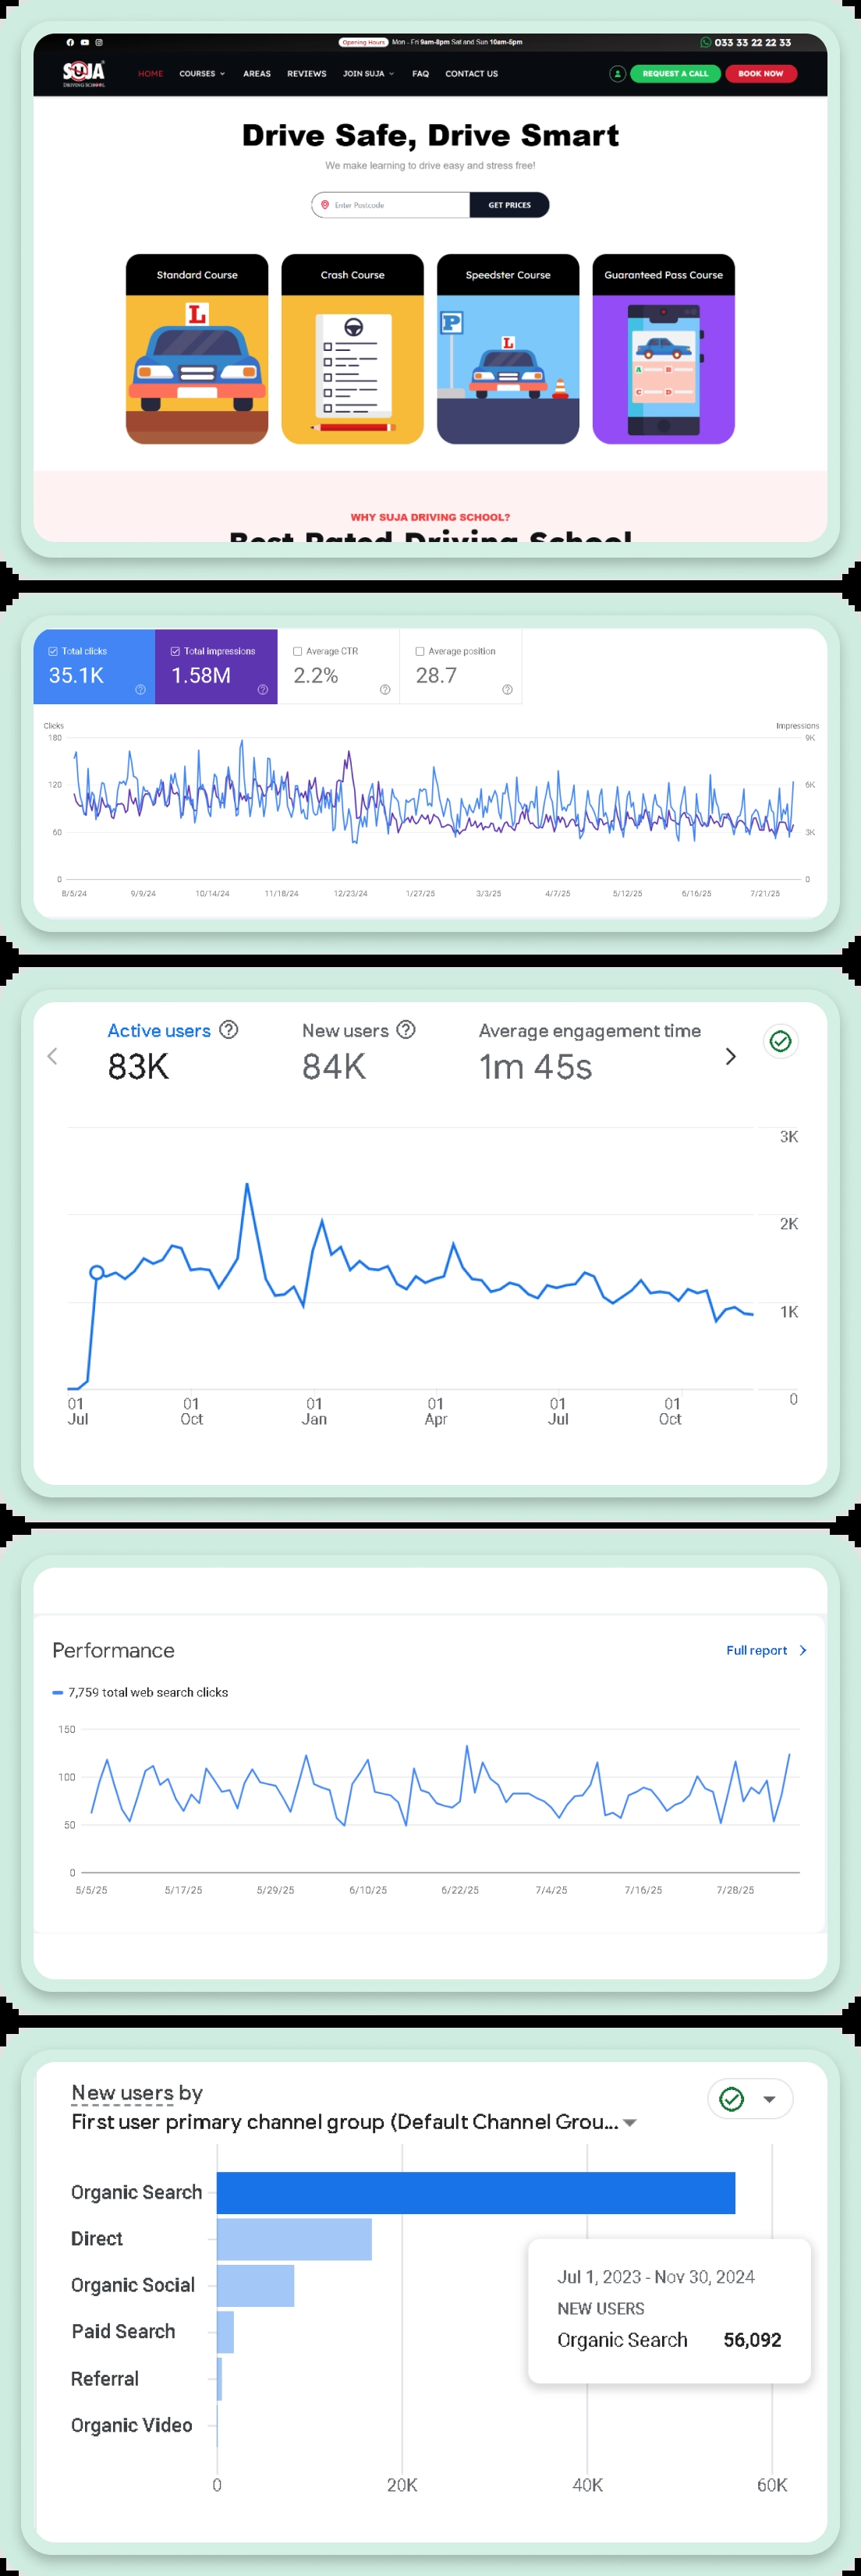 Opening Hours Mon - Fri 9am-8pm Sat and Sun 10am-5pm 033 33 22 22 33
SUJA
DRIVING SCHOOL
HOME COURSES AREAS REVIEWS JOIN SUJA FAQ CONTACT US REQUEST A CALL BOOK NOW
Drive Safe, Drive Smart
We make learning to drive easy and stress free!
Enter Postcode GET PRICES
Standard Course Crash Course Speedster Course Guaranteed Pass Course
L
P
L
A B
C D
WHY SUJA DRIVING SCHOOL?
Best Rated Driving School
Total clicks Total impressions Average CTR Average position
35.1K 1.58M 2.2% 28.7
Clicks Impressions
180 9K
120 6K
60 3K
0 0
8/5/24 9/9/24 10/14/24 11/18/24 12/23/24 1/27/25 3/3/25 4/7/25 5/12/25 6/16/25 7/21/25
Active users New users Average engagement time
83K 84K 1m 45s
3K
2K
1K
0
01 01 01 01 01 01
Jul Oct Jan Apr Jul Oct
Performance Full report
7,759 total web search clicks
150
100
50
0
5/5/25 5/17/25 5/29/25 6/10/25 6/22/25 7/4/25 7/16/25 7/28/25
New users by
First user primary channel group (Default Channel Grou...
Organic Search
Direct
Organic Social
Paid Search
Referral
Organic Video
Jul 1, 2023 - Nov 30, 2024
NEW USERS
Organic Search 56,092
0 20K 40K 60K